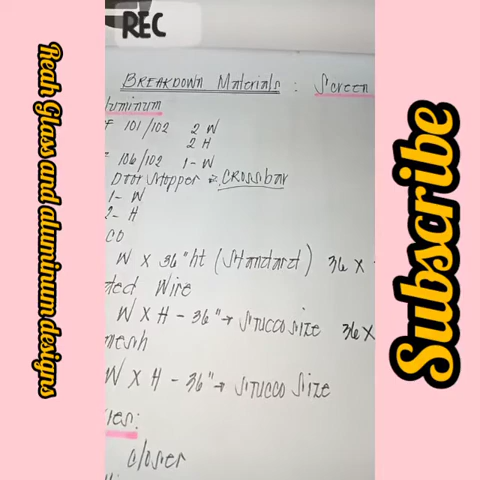 REC
BREAKDOWN MATERIALS: SCREEN
luminum
101/102 2 W
2 H
106/102 1-W
DOOR STOPPER CROSSBAR
1- W
2- H
CO
W X 36" ht (STANDARD) 36 X
ted Wire
W X H - 36" → STUCCO SIZE 36 X
mesh
W X H - 36" → STUCCO SIZE
ies:
closer
Reah Glass and aluminum designs
Subscribe